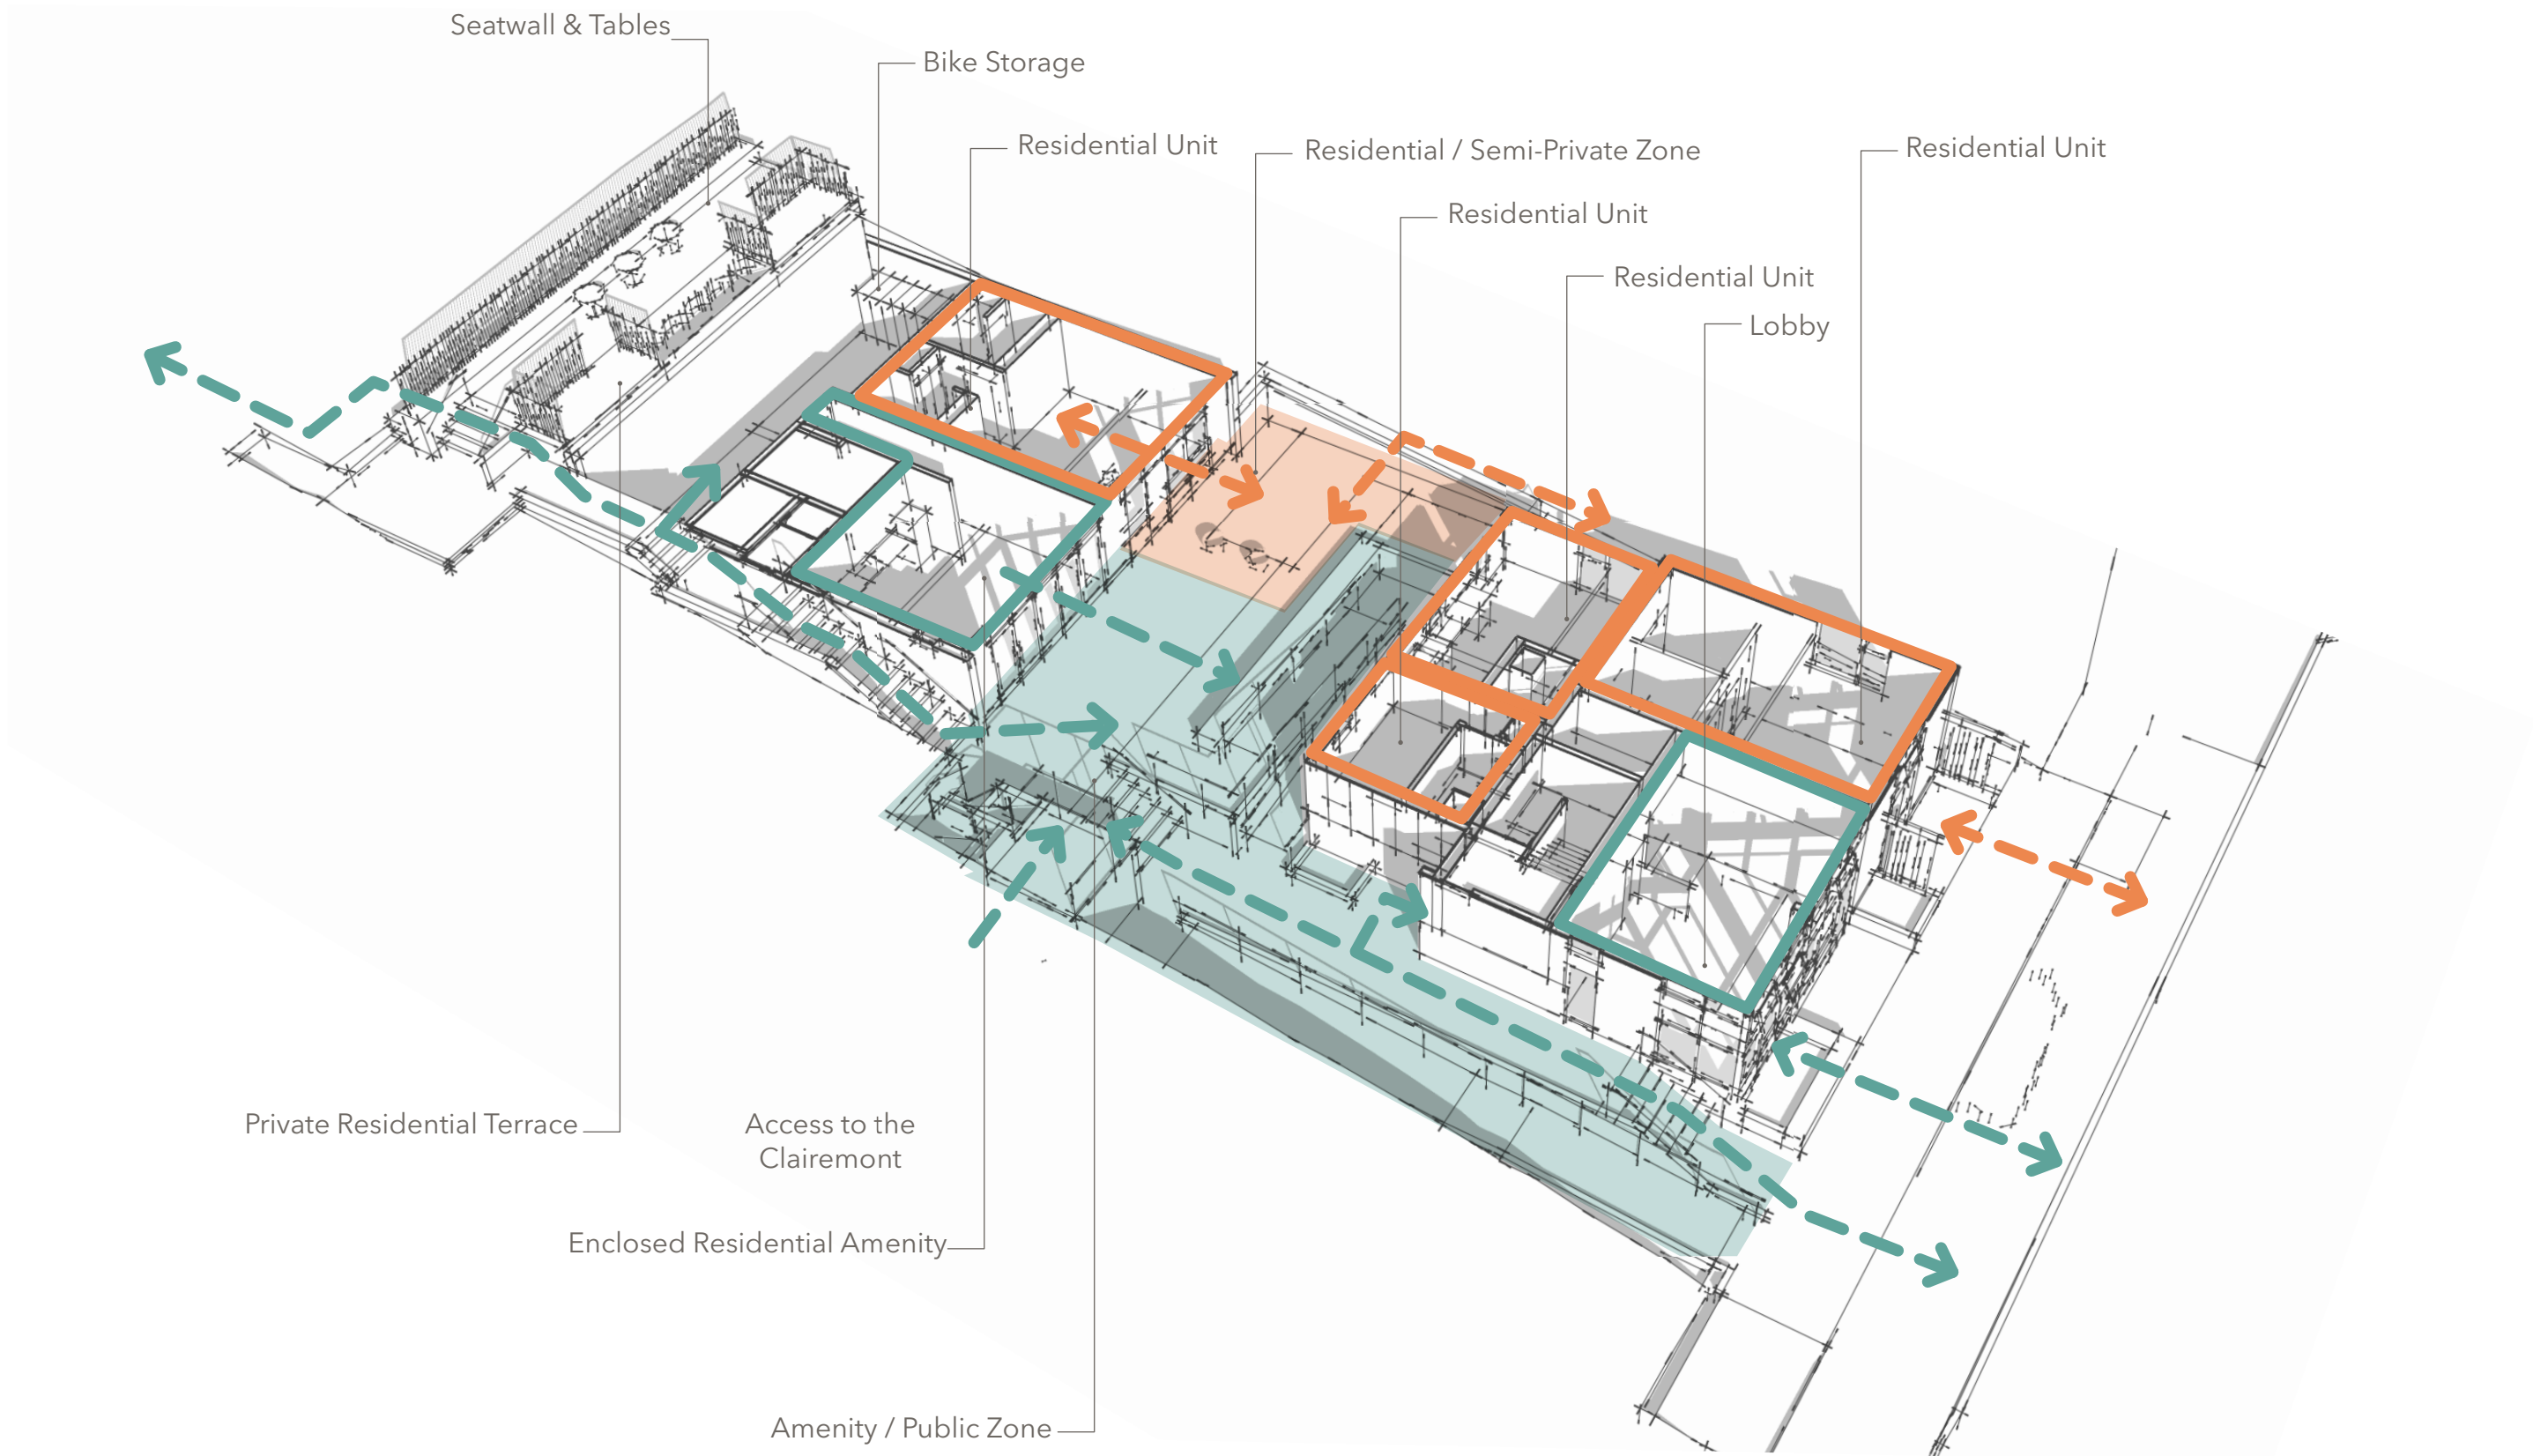 Seatwall & Tables
Bike Storage
Residential Unit
Residential / Semi-Private Zone
Residential Unit
Residential Unit
Residential Unit
Lobby
Private Residential Terrace
Access to the
Clairemont
Enclosed Residential Amenity
Amenity / Public Zone